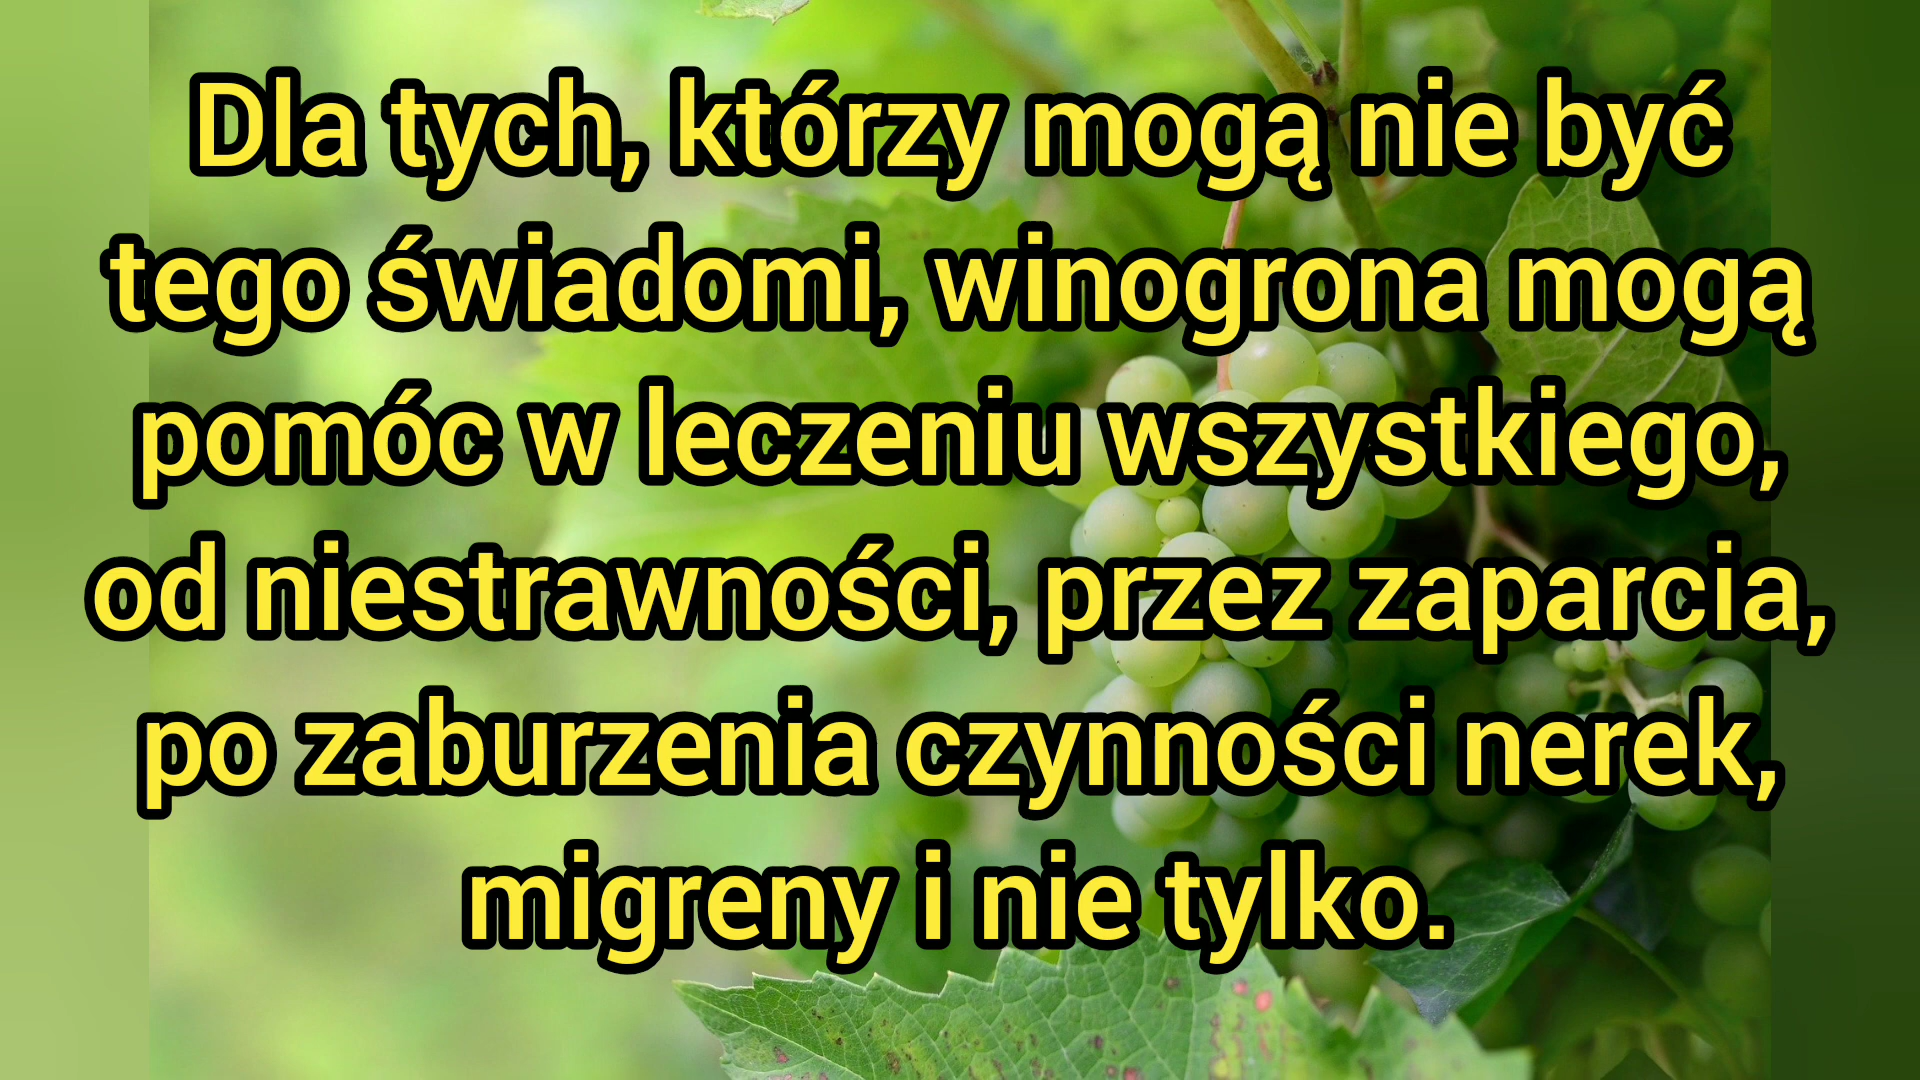 Dla tych, którzy mogą nie być
tego świadomi, winogrona mogą
pomóc w leczeniu wszystkiego,
od niestrawności, przez zaparcia,
po zaburzenia czynności nerek,
migreny i nie tylko.